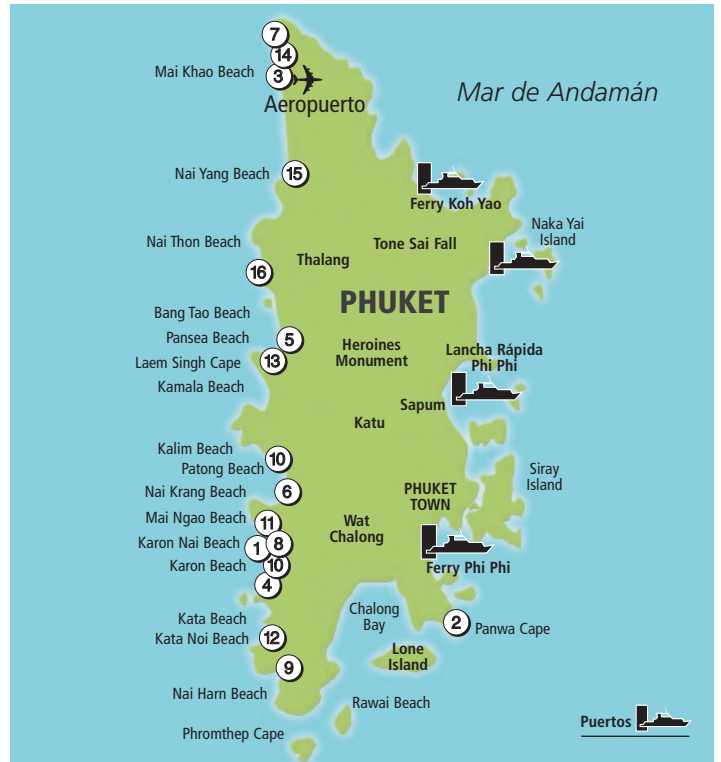 7
14
Mai Khao Beach
3
Aeropuerto
Mar de Andamán
Nai Yang Beach
15
Ferry Koh Yao
Naka Yai
Island
Nai Thon Beach
Tone Sai Fall
Thalang
16
PHUKET
Bang Tao Beach
Pansea Beach
5
Heroines
Monument
Lancha Rápida
Phi Phi
Laem Singh Cape
13
Kamala Beach
Sapum
Katu
Kalim Beach
10
Patong Beach
Siray
Island
Nai Krang Beach
6
PHUKET
TOWN
Mai Ngao Beach
11
Wat
Chalong
Karon Nai Beach
1
8
Karon Beach
10
Ferry Phi Phi
4
Chalong
Bay
Kata Beach
2
Panwa Cape
Kata Noi Beach
12
Lone
Island
9
Nai Harn Beach
Rawai Beach
Phromthep Cape
Puertos